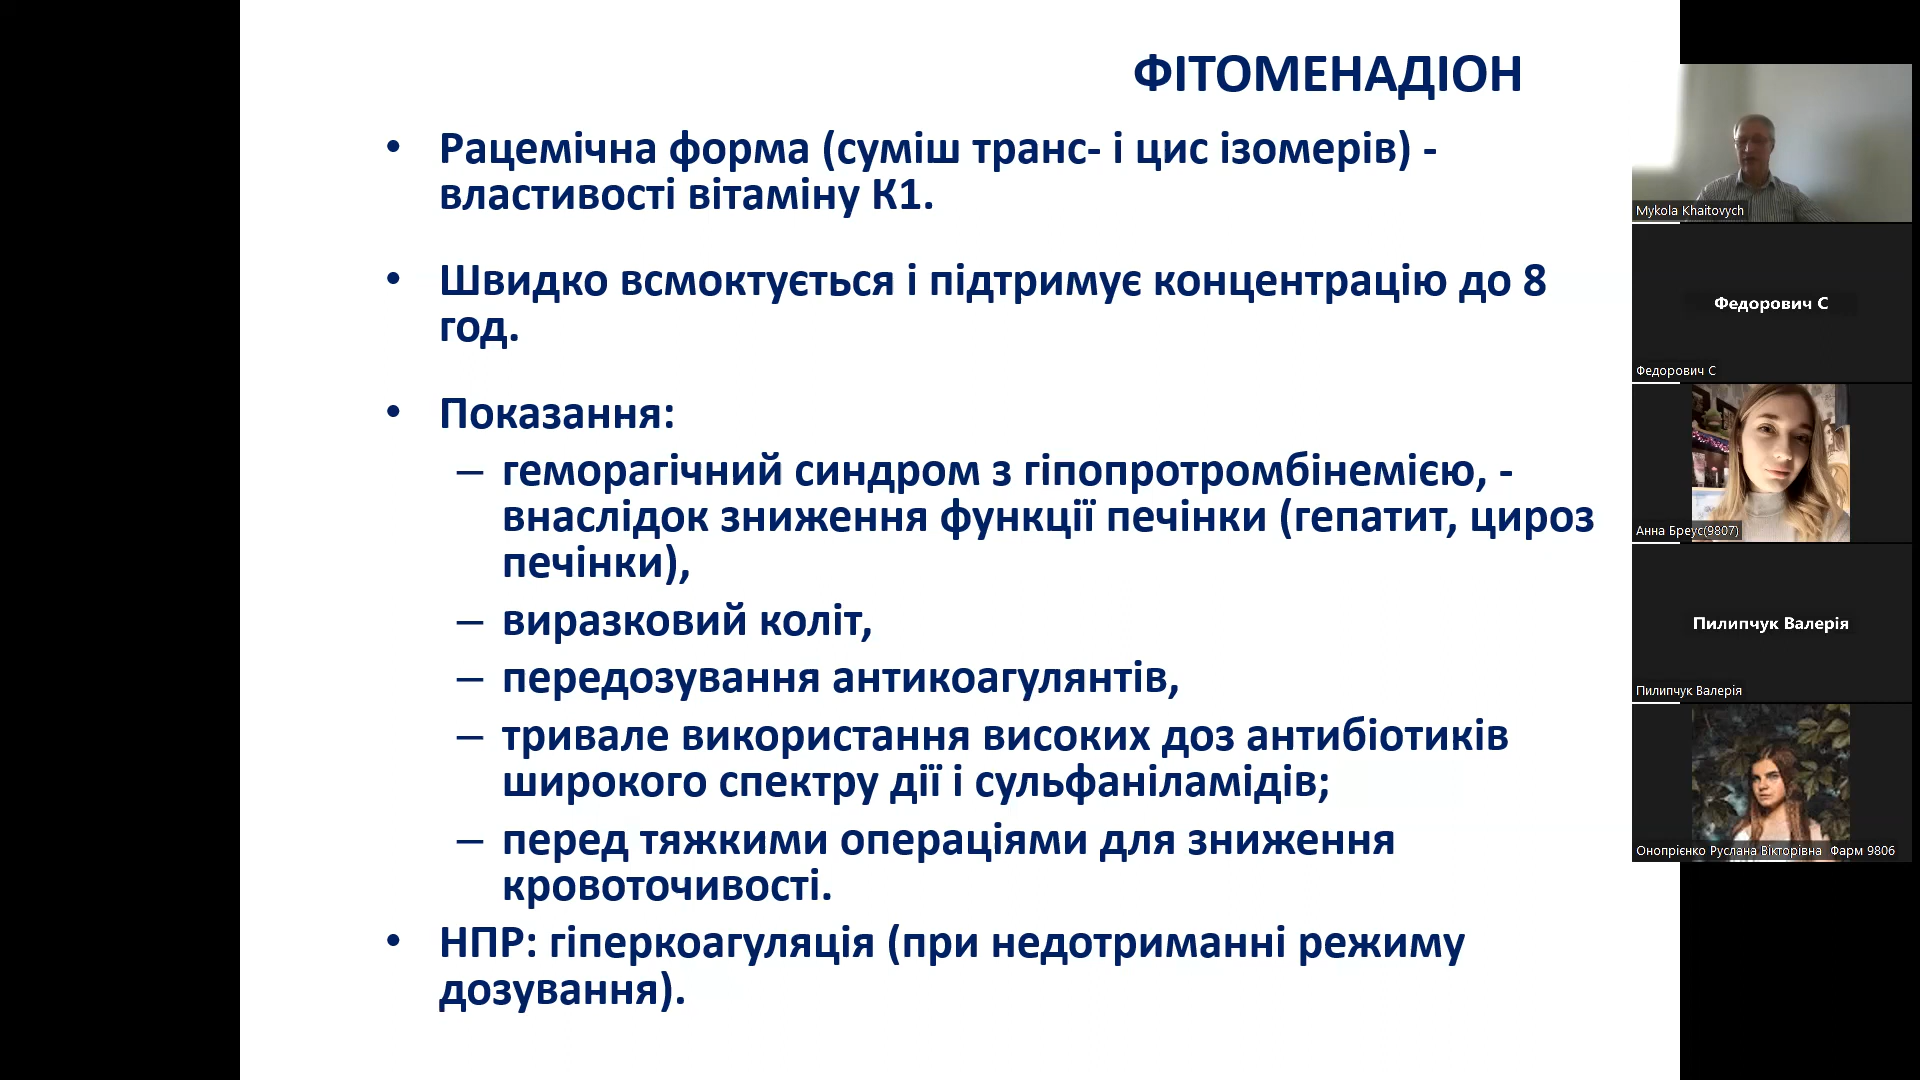 ФІТОМЕНАДІОН
• Рацемічна форма (суміш транс- і цис ізомерів) -
властивості вітаміну К1.
• Швидко всмоктується і підтримує концентрацію до 8
год.
• Показання:
– геморагічний синдром з гіпопротромбінемією, -
внаслідок зниження функції печінки (гепатит, цироз
печінки),
– виразковий коліт,
– передозування антикоагулянтів,
– тривале використання високих доз антибіотиків
широкого спектру дії і сульфаніламідів;
– перед тяжкими операціями для зниження
кровоточивості.
• НПР: гіперкоагуляція (при недотриманні режиму
дозування).
Mykola Khaitovych
Федорович С
Федорович С
Анна Бреус(9807)
Пилипчук Валерія
Пилипчук Валерія
Онопрієнко Руслана Вікторівна Фарм 9806